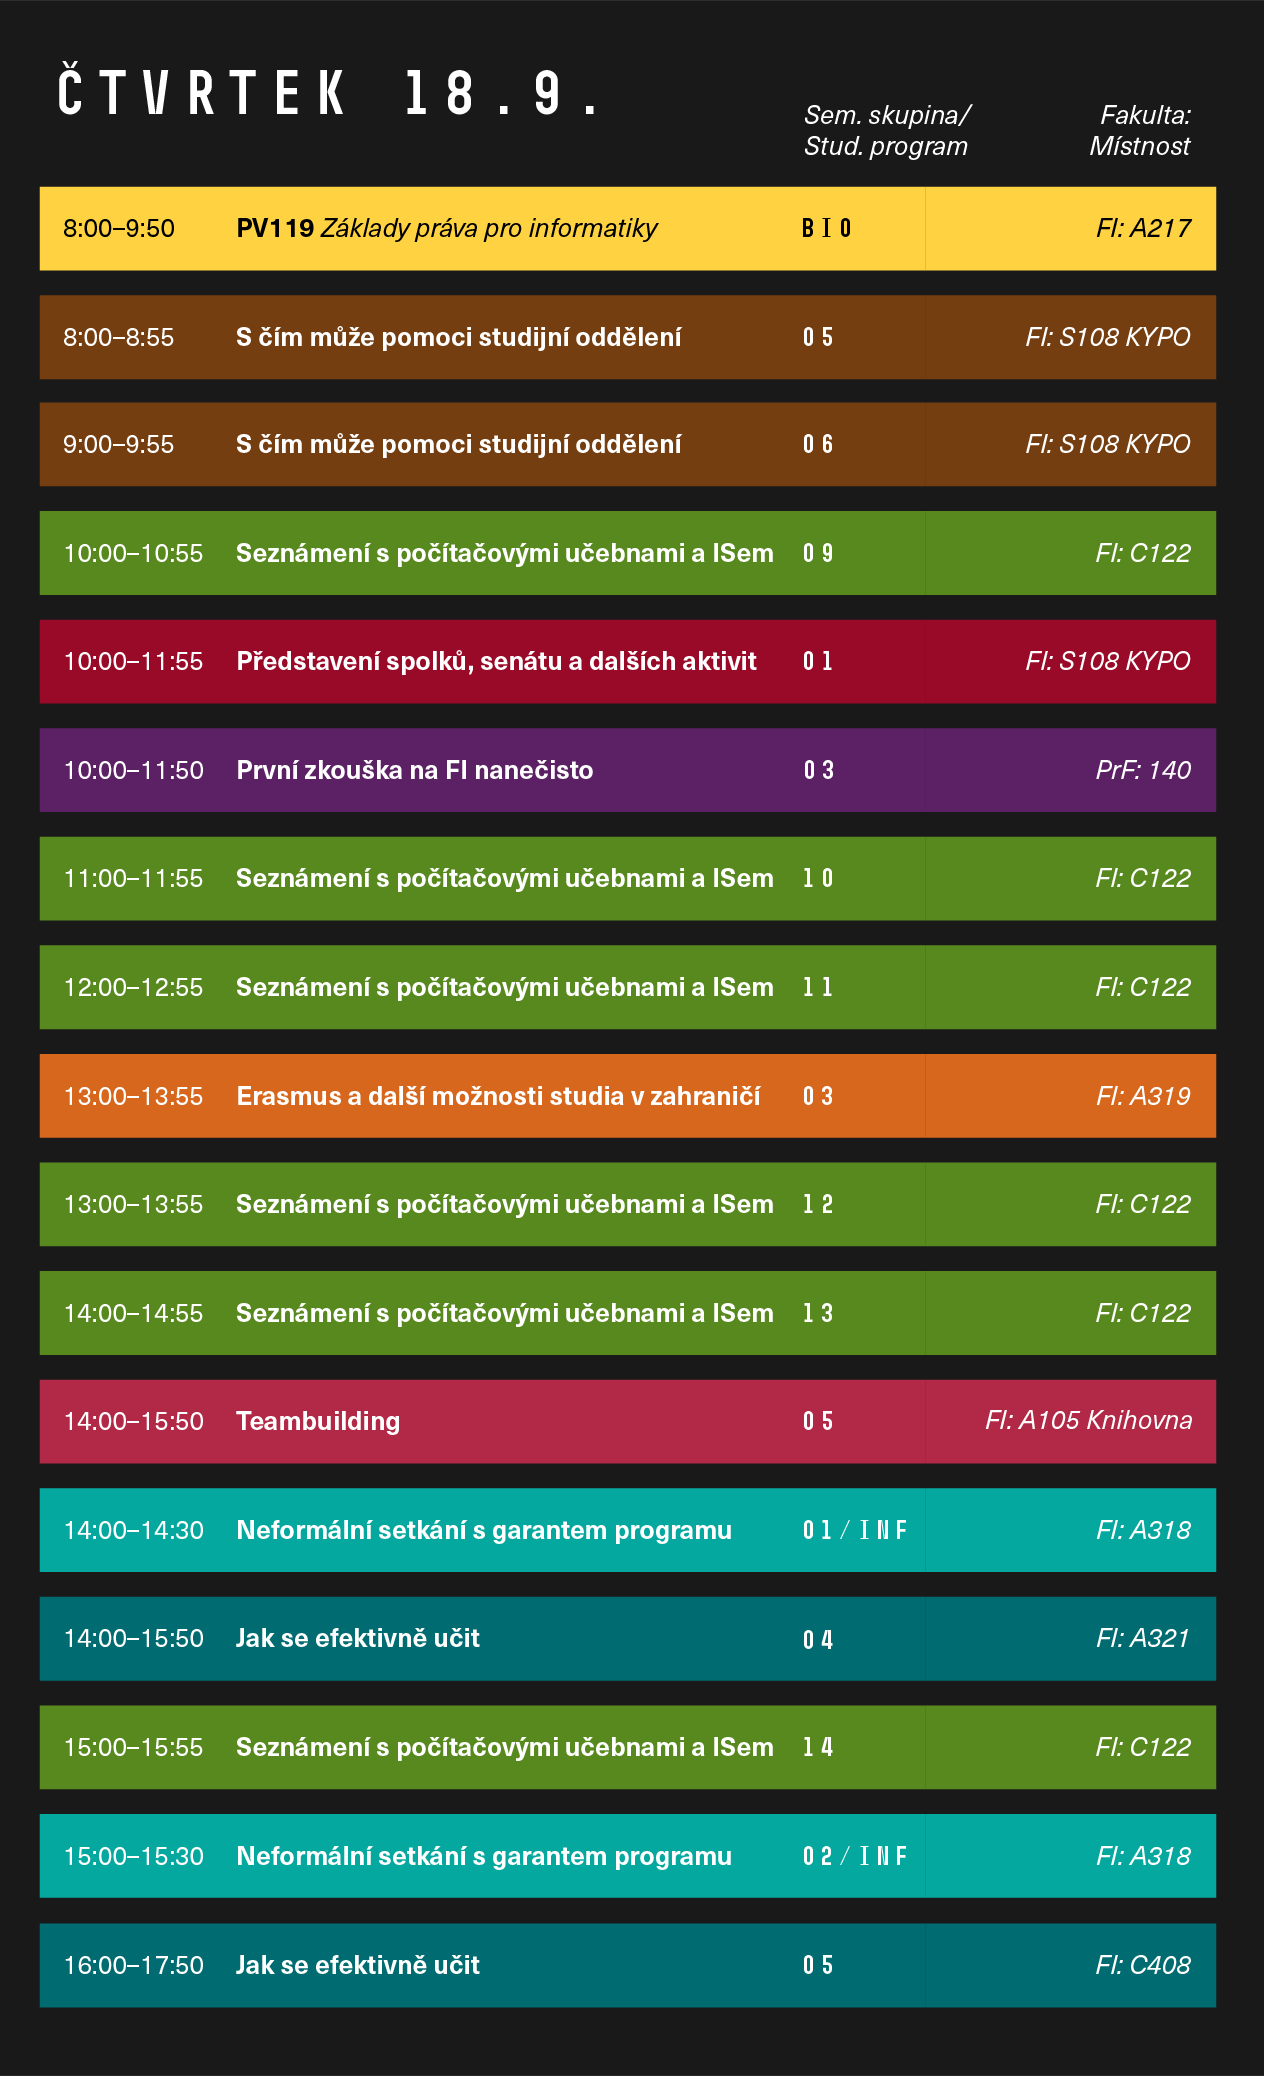 ČTVRTEK 18.9.
Sem. skupina/ Fakulta:
Stud. program Místnost
8:00–9:50 PV119 Základy práva pro informatiky BIO FI: A217
8:00–8:55 S čím může pomoci studijní oddělení 05 FI: S108 KYPO
9:00–9:55 S čím může pomoci studijní oddělení 06 FI: S108 KYPO
10:00–10:55 Seznámení s počítačovými učebnami a ISem 09 FI: C122
10:00–11:55 Představení spolků, senátu a dalších aktivit 01 FI: S108 KYPO
10:00–11:50 První zkouška na FI nanečisto 03 PrF: 140
11:00–11:55 Seznámení s počítačovými učebnami a ISem 10 FI: C122
12:00–12:55 Seznámení s počítačovými učebnami a ISem 11 FI: C122
13:00–13:55 Erasmus a další možnosti studia v zahraničí 03 FI: A319
13:00–13:55 Seznámení s počítačovými učebnami a ISem 12 FI: C122
14:00–14:55 Seznámení s počítačovými učebnami a ISem 13 FI: C122
14:00–15:50 Teambuilding 05 FI: A105 Knihovna
14:00–14:30 Neformální setkání s garantem programu 01/INF FI: A318
14:00–15:50 Jak se efektivně učit 04 FI: A321
15:00–15:55 Seznámení s počítačovými učebnami a ISem 14 FI: C122
15:00–15:30 Neformální setkání s garantem programu 02/INF FI: A318
16:00–17:50 Jak se efektivně učit 05 FI: C408